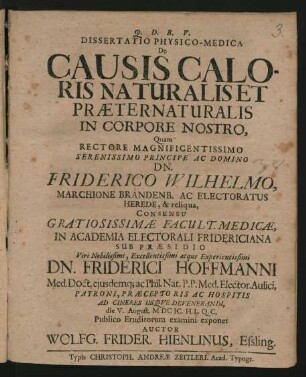 3.
Q. D. B. V.
DISSERTATIO PHYSICO-MEDICA
De
CAUSIS CALO-
RIS NATURALIS ET
PRÆTERNATURALIS
IN CORPORE NOSTRO,
Quam
RECTORE MAGNIFICENTISSIMO
SERENISSIMO PRINCIPE AC DOMINO
DN.
FRIDERICO WILHELMO,
MARCHIONE BRANDENB. AC ELECTORATUS
HEREDE, & reliqua,
CONSENSU
GRATIOSISSIMÆ FACULT. MEDICÆ,
IN ACADEMIA ELECTORALI FRIDERICIANA
SUB PRÆSIDIO
Viri Nobilissimi, Excellentissimi atque Experientissimi
DN. FRIDERICI HOFFMANNI
Med. Doct. ejusdemq; ac Phil. Nat. P. P. Med. Elector. Aulici,
PATRONI, PRÆCEPTORIS AC HOSPITIS
AD CINERES USQVE DEVENERANDI,
die V. August. MDCIC. H. L. Q. C.
Publico Eruditorum examini exponet
AUCTOR
WOLFG. FRIDER. HIENLINUS, Essling.
Typis CHRISTOPH. ANDREÆ ZEITLERI. Acad. Typogr.